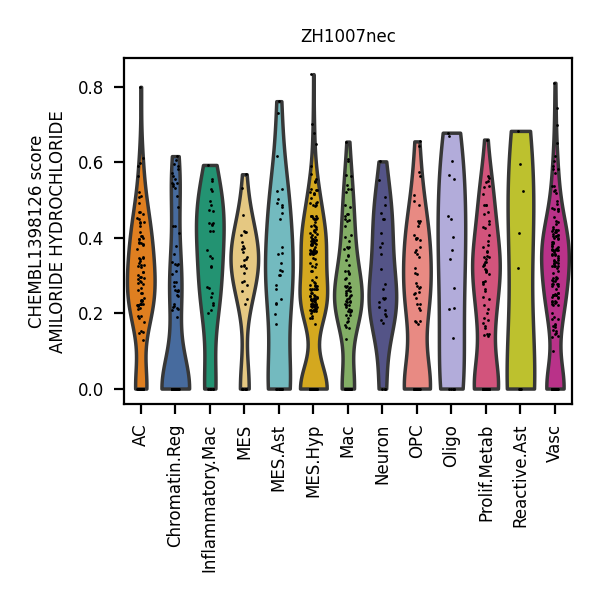 ZH1007nec
CHEMBL1398126 score
AMILORIDE HYDROCHLORIDE
0.8
0.6
0.4
0.2
0.0
AC
Chromatin.Reg
Inflammatory.Mac
MES
MES.Ast
MES.Hyp
Mac
Neuron
OPC
Oligo
Prolif.Metab
Reactive.Ast
Vasc